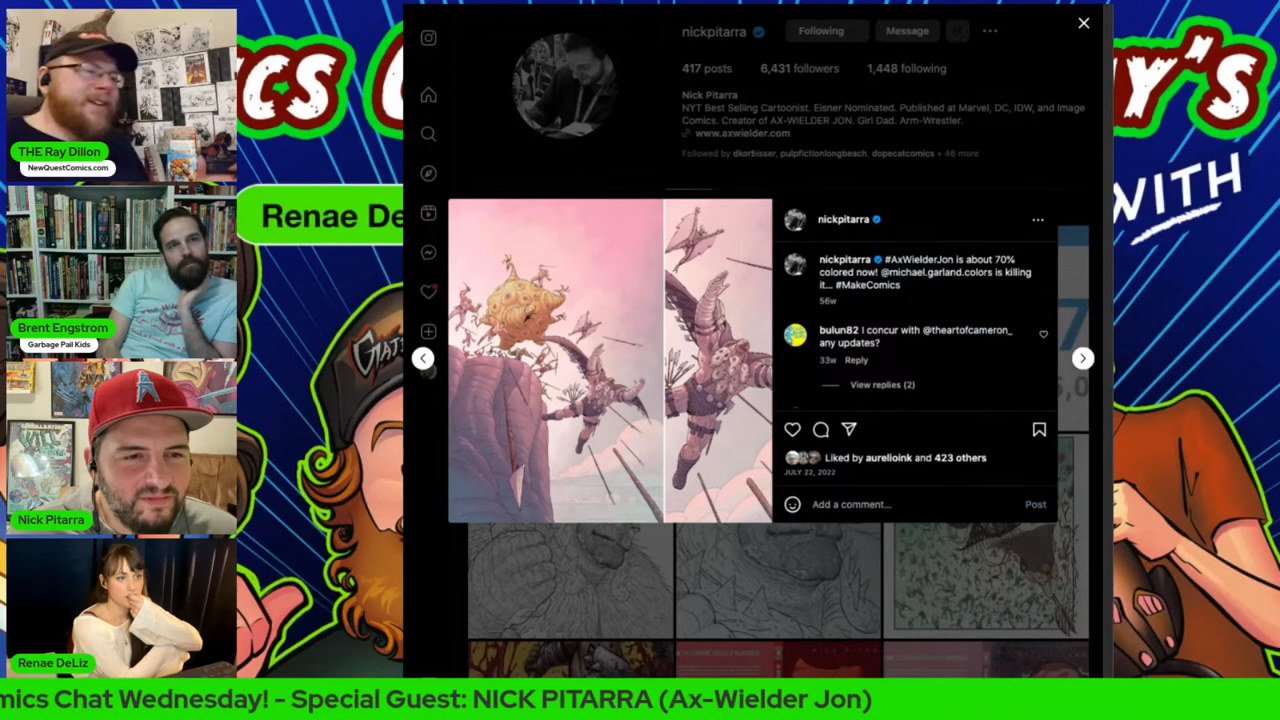 CS
Y'S
WITH
Renae De
GA
THE Ray Dillon
NewQuestComics.com
Brent Engstrom
Garbage Pail Kids
Nick Pitarra
Renae DeLiz
nickpitarra
Following
Message
417 posts
6,431 followers
1,448 following
Nick Pitarra
NYT Best Selling Cartoonist. Eisner Nominated. Published at Marvel, DC, IDW, and Image
Comics. Creator of AX-WIELDER JON. Girl Dad. Arm-Wrestler.
www.axwielder.com
Followed by dkorbisser, pulpfictionlongbeach, dopecatcomics + 46 more
nickpitarra
nickpitarra #AxWielderJon is about 70%
colored now! @michael.garland.colors is killing
it... #MakeComics
56w
bulun82 I concur with @theartofcameron_
any updates?
33w Reply
View replies (2)
Liked by aurelioink and 423 others
JULY 22, 2022
Add a comment...
Post
mics Chat Wednesday! - Special Guest: NICK PITARRA (Ax-Wielder Jon)